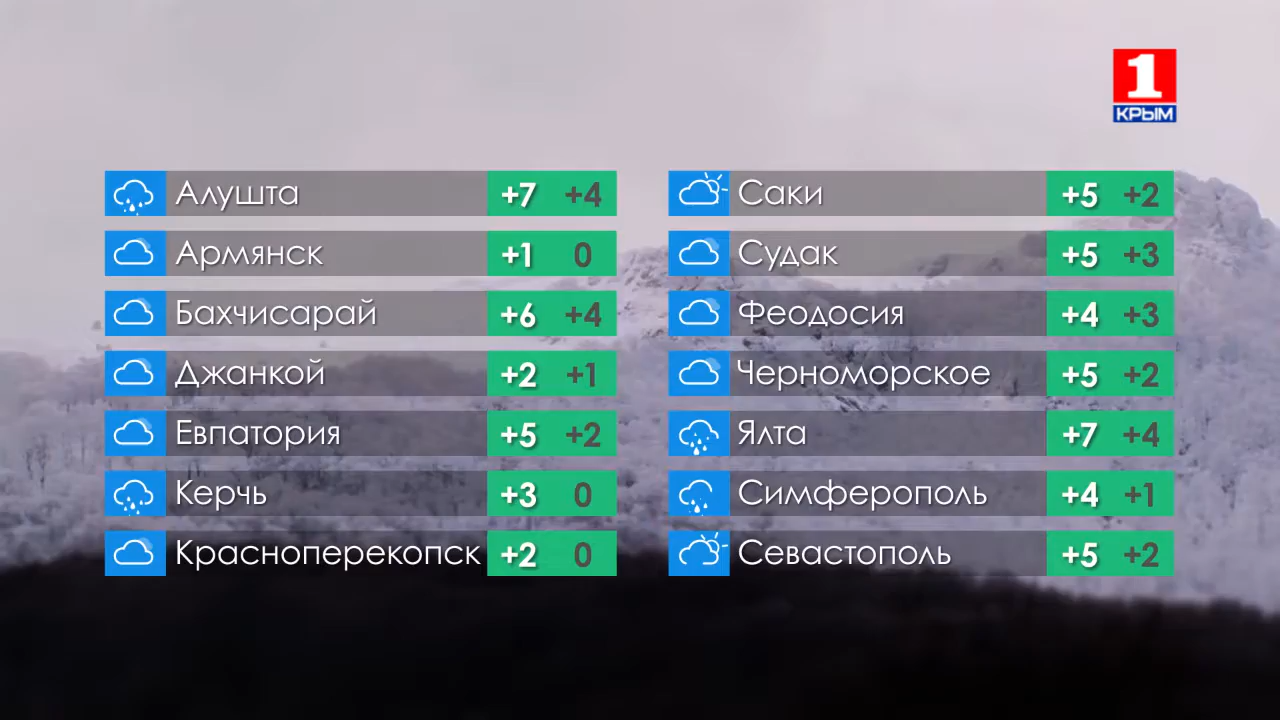 1
КРЫМ
Алушта +7 +4
Армянск +1 0
Бахчисарай +6 +4
Джанкой +2 +1
Евпатория +5 +2
Керчь +3 0
Красноперекопск +2 0
Саки +5 +2
Судак +5 +3
Феодосия +4 +3
Черноморское +5 +2
Ялта +7 +4
Симферополь +4 +1
Севастополь +5 +2